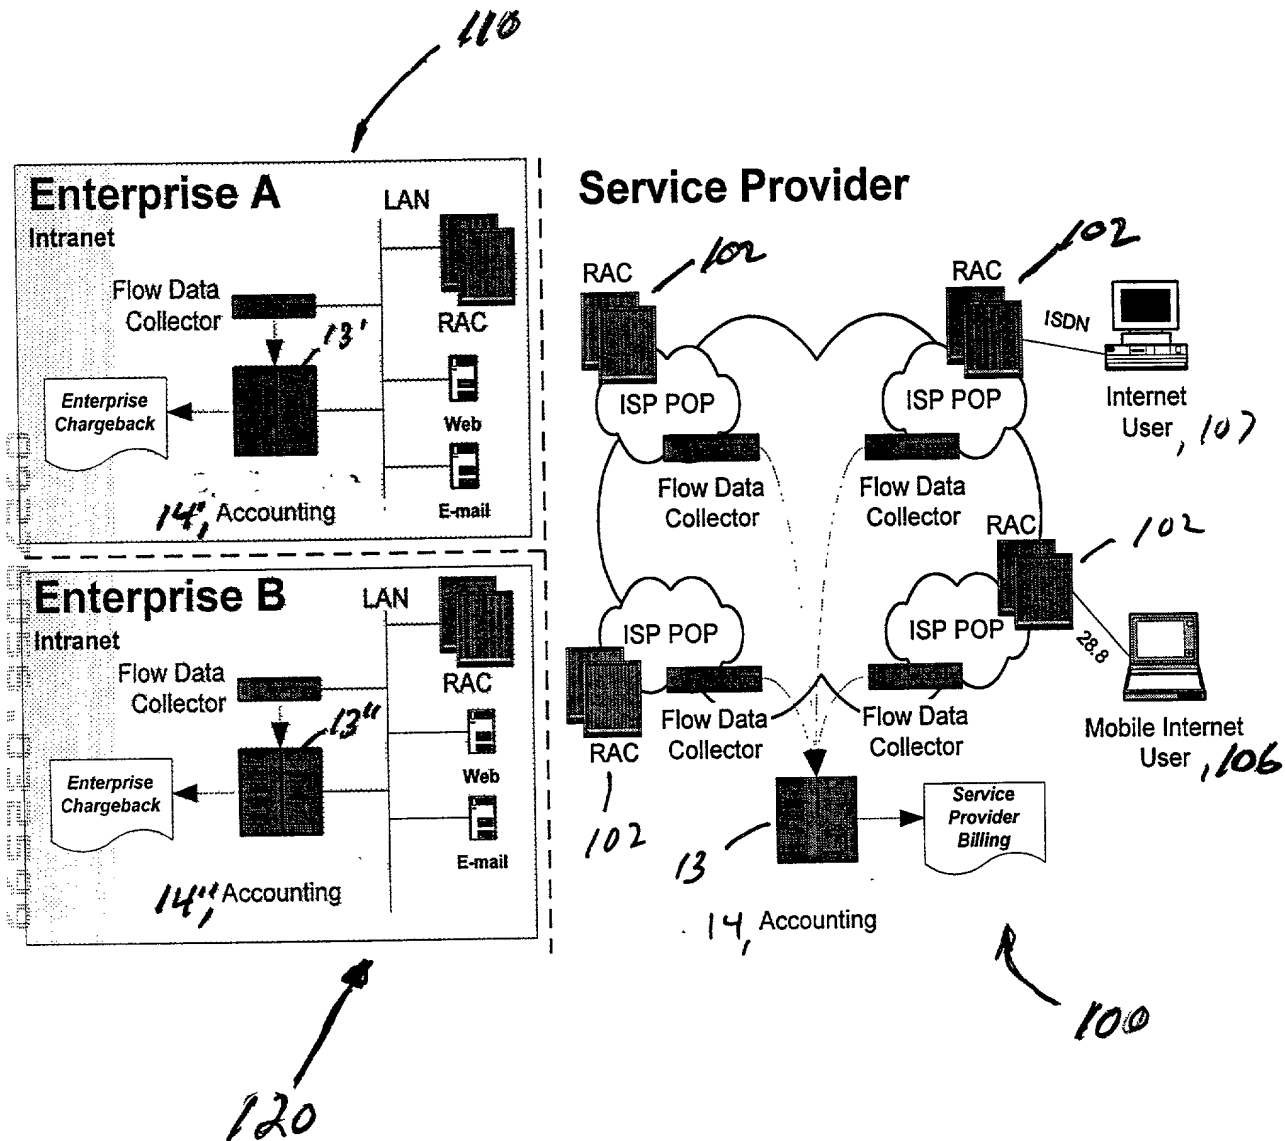 110
Enterprise A
Intranet
LAN
Flow Data
Collector
RAC
13'
Enterprise
Chargeback
Web
14', Accounting
E-mail
Enterprise B
Intranet
LAN
Flow Data
Collector
RAC
13"
Enterprise
Chargeback
Web
14", Accounting
E-mail
120
Service Provider
RAC
102
RAC
102
ISDN
ISP POP
ISP POP
Internet
User, 107
Flow Data
Collector
Flow Data
Collector
RAC
102
ISP POP
ISP POP
28.8
RAC
102
Flow Data
Collector
Flow Data
Collector
Mobile Internet
User, 106
13
Service
Provider
Billing
14, Accounting
100